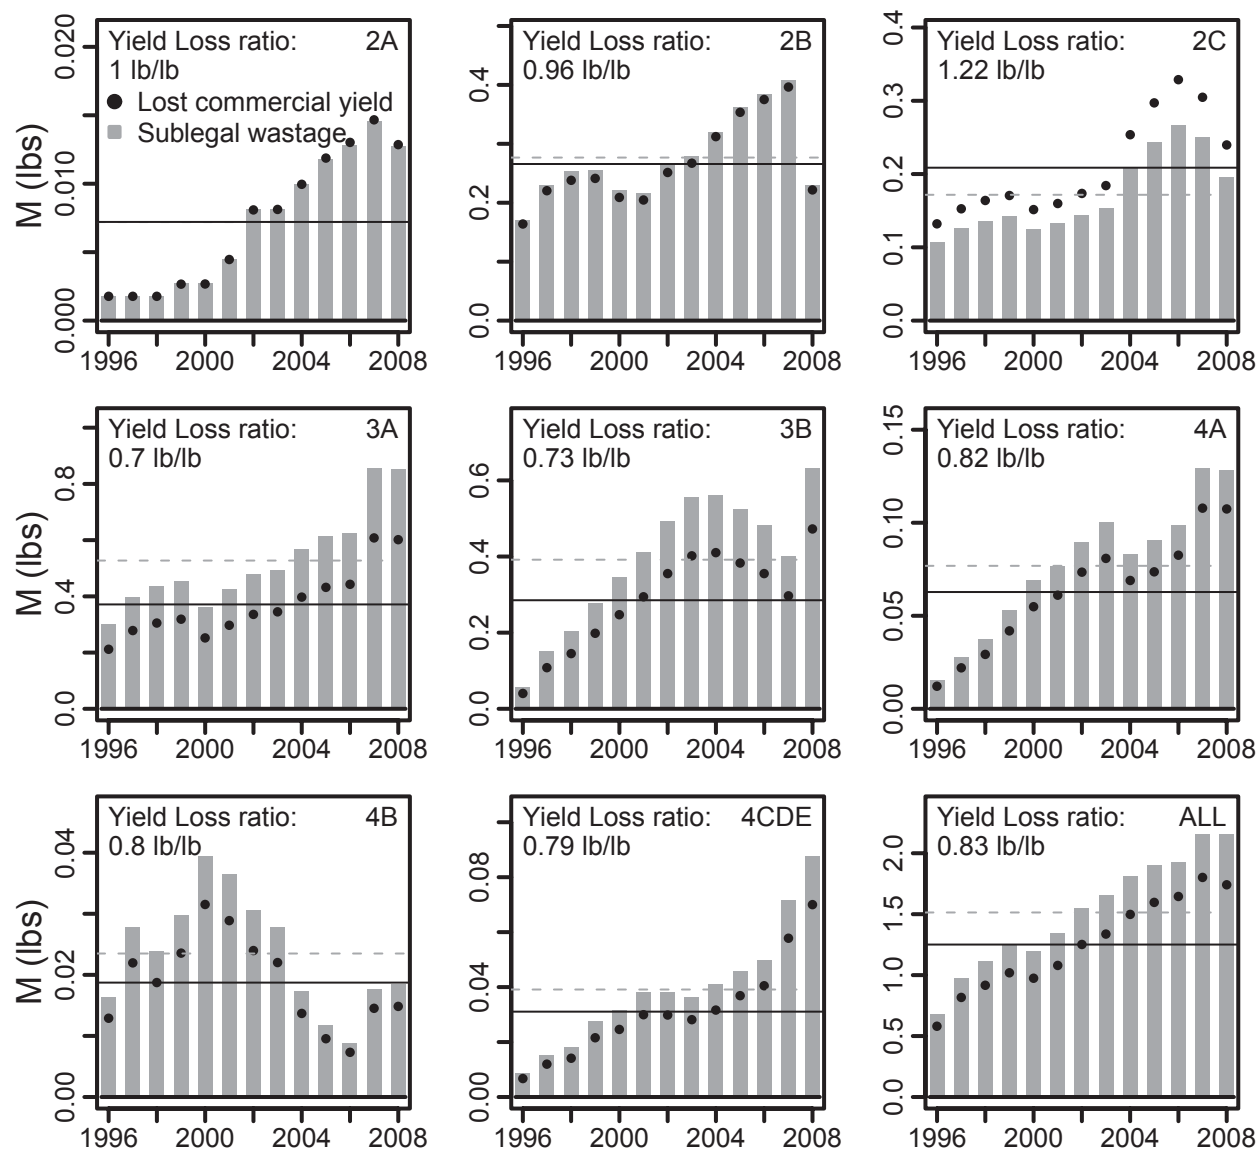 Yield Loss ratio: 2A
1 lb/lb
Lost commercial yield
Sublegal wastage
M (lbs)
0.020
0.010
0.000
1996 2000 2004 2008
Yield Loss ratio: 2B
0.96 lb/lb
0.4
0.2
0.0
1996 2000 2004 2008
Yield Loss ratio: 2C
1.22 lb/lb
0.4
0.3
0.2
0.1
0.0
1996 2000 2004 2008
Yield Loss ratio: 3A
0.7 lb/lb
M (lbs)
0.8
0.4
0.0
1996 2000 2004 2008
Yield Loss ratio: 3B
0.73 lb/lb
0.6
0.4
0.2
0.0
1996 2000 2004 2008
Yield Loss ratio: 4A
0.82 lb/lb
0.15
0.10
0.05
0.00
1996 2000 2004 2008
Yield Loss ratio: 4B
0.8 lb/lb
M (lbs)
0.04
0.02
0.00
1996 2000 2004 2008
Yield Loss ratio: 4CDE
0.79 lb/lb
0.08
0.04
0.00
1996 2000 2004 2008
Yield Loss ratio: ALL
0.83 lb/lb
2.0
1.5
1.0
0.5
0.0
1996 2000 2004 2008